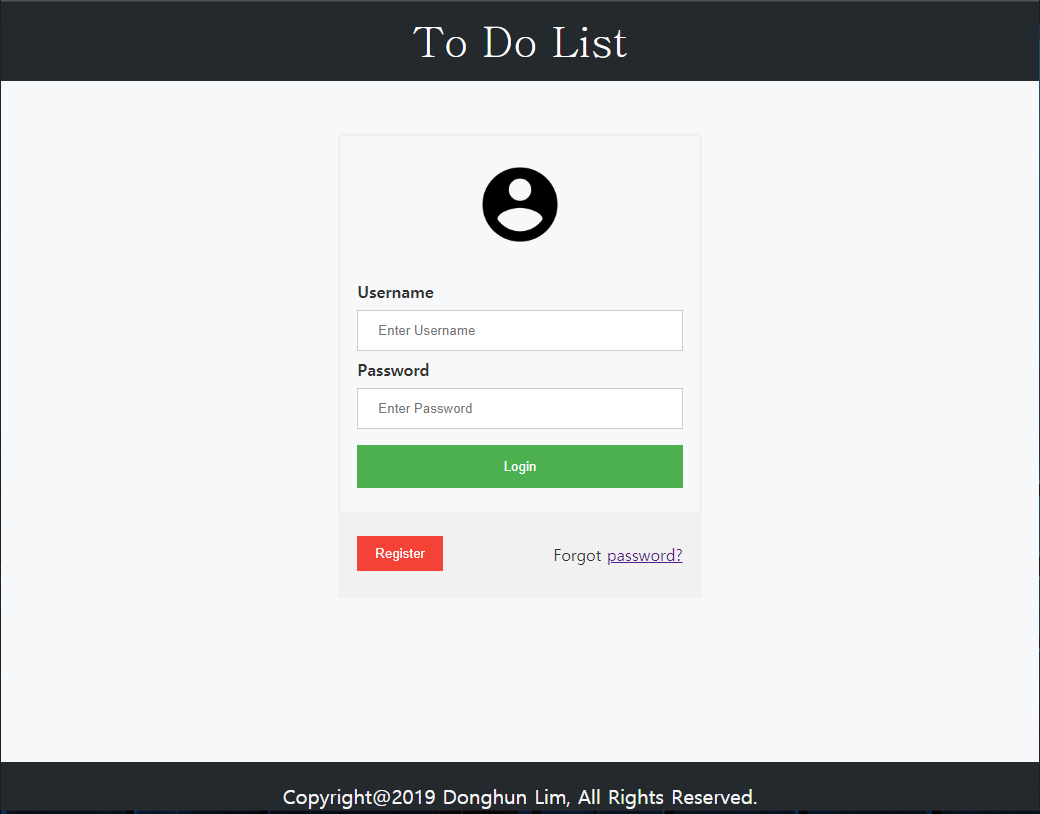 To Do List
Username
Enter Username
Password
Enter Password
Login
Register
Forgot password?
Copyright@2019 Donghun Lim, All Rights Reserved.